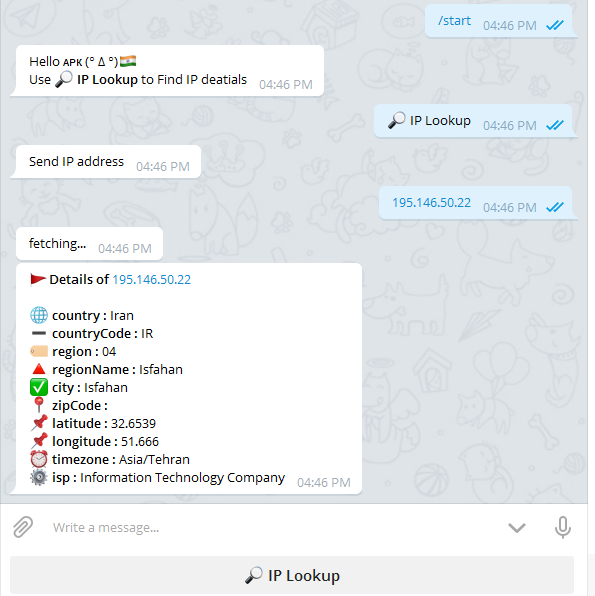 /start 04:46 PM
Hello ᴀᴘᴋ (° Δ °)🇮🇳
Use 🔎 IP Lookup to Find IP deatials 04:46 PM
🔎 IP Lookup 04:46 PM
Send IP address 04:46 PM
195.146.50.22 04:46 PM
fetching... 04:46 PM
Details of 195.146.50.22
country : Iran
countryCode : IR
region : 04
regionName : Isfahan
city : Isfahan
zipCode :
latitude : 32.6539
longitude : 51.666
timezone : Asia/Tehran
isp : Information Technology Company 04:46 PM
Write a message...
🔎 IP Lookup